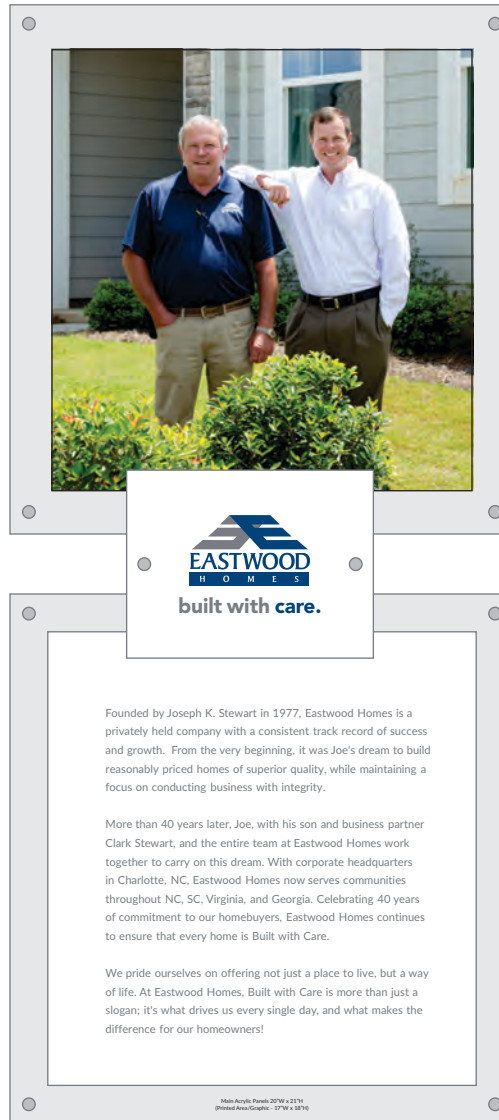 EASTWOOD
HOMES
built with care.
Founded by Joseph K. Stewart in 1977, Eastwood Homes is a
privately held company with a consistent track record of success
and growth.  From the very beginning, it was Joe's dream to build
reasonably priced homes of superior quality, while maintaining a
focus on conducting business with integrity.
More than 40 years later, Joe, with his son and business partner
Clark Stewart, and the entire team at Eastwood Homes work
together to carry on this dream. With corporate headquarters
in Charlotte, NC, Eastwood Homes now serves communities
throughout NC, SC, Virginia, and Georgia. Celebrating 40 years
of commitment to our homebuyers, Eastwood Homes continues
to ensure that every home is Built with Care.
We pride ourselves on offering not just a place to live, but a way
of life. At Eastwood Homes, Built with Care is more than just a
slogan; it's what drives us every single day, and what makes the
difference for our homeowners!
Main Acrylic Panels 20"W x 21"H
(Printed Area/Graphic - 17"W x 18"H)